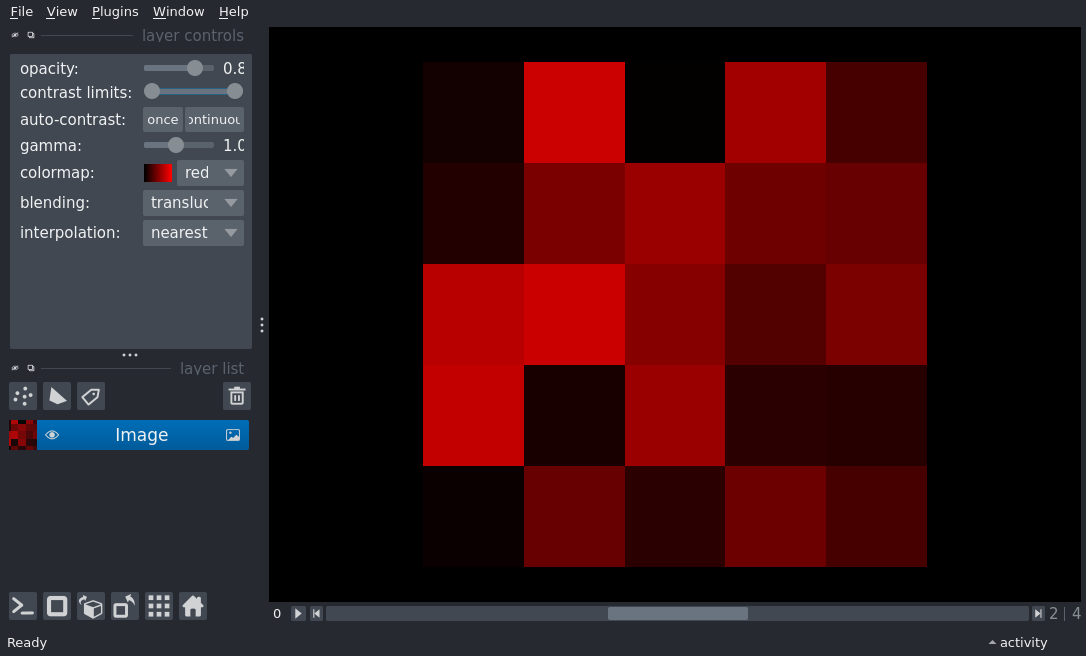 File View Plugins Window Help
layer controls
opacity: 0.8
contrast limits:
auto-contrast: once ontinuou
gamma: 1.0
colormap: red
blending: transluc
interpolation: nearest
layer list
Image
0 2 | 4
Ready activity